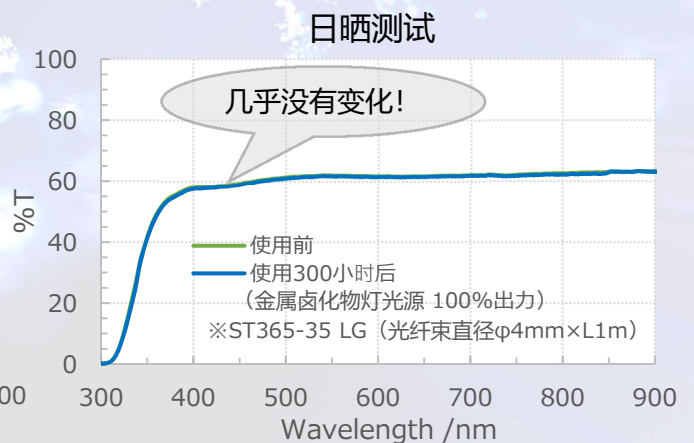 日晒测试
100
几乎没有变化！
80
60
%T
40
使用前
使用300小时后
（金属卤化物灯光源 100%出力）
20
※ST365-35 LG（光纤束直径φ4mm×L1m）
0
00
300 400 500 600 700 800 900
Wavelength /nm